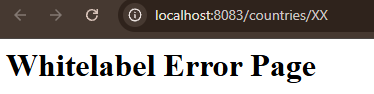 localhost:8083/countries/XX
Whitelabel Error Page